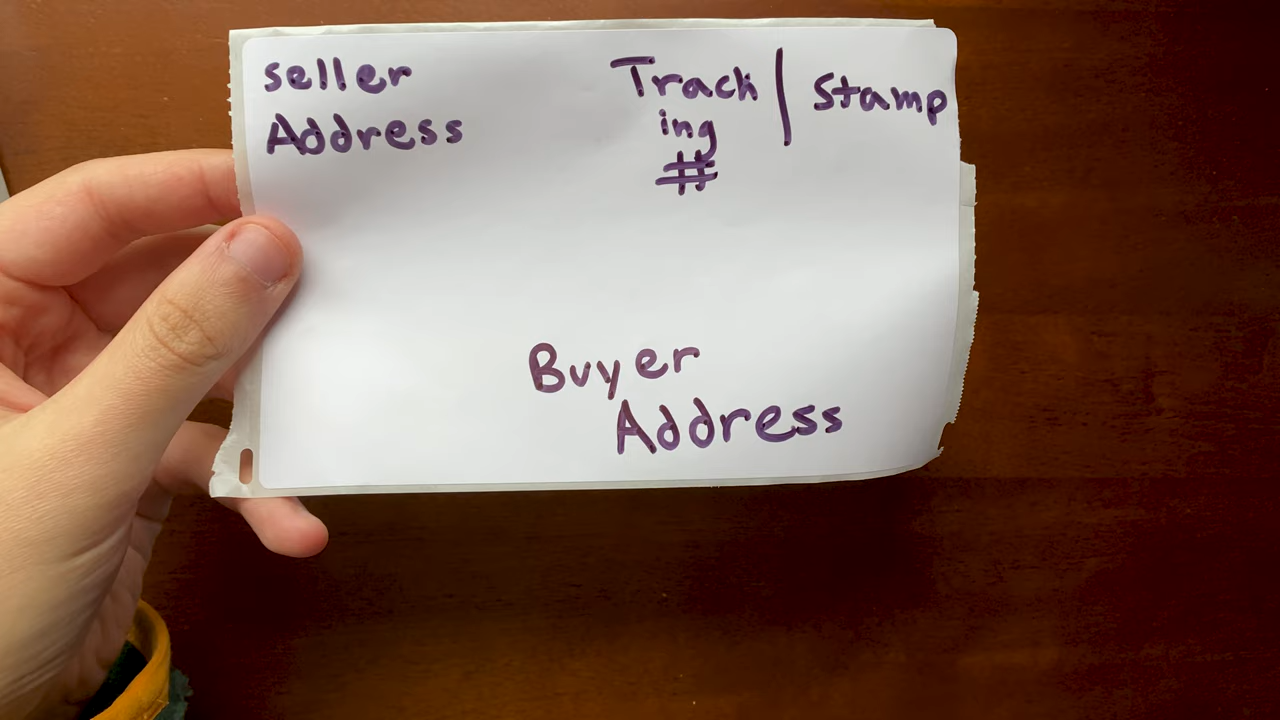 seller
Address
Track
ing
#
| Stamp
Buyer
Address